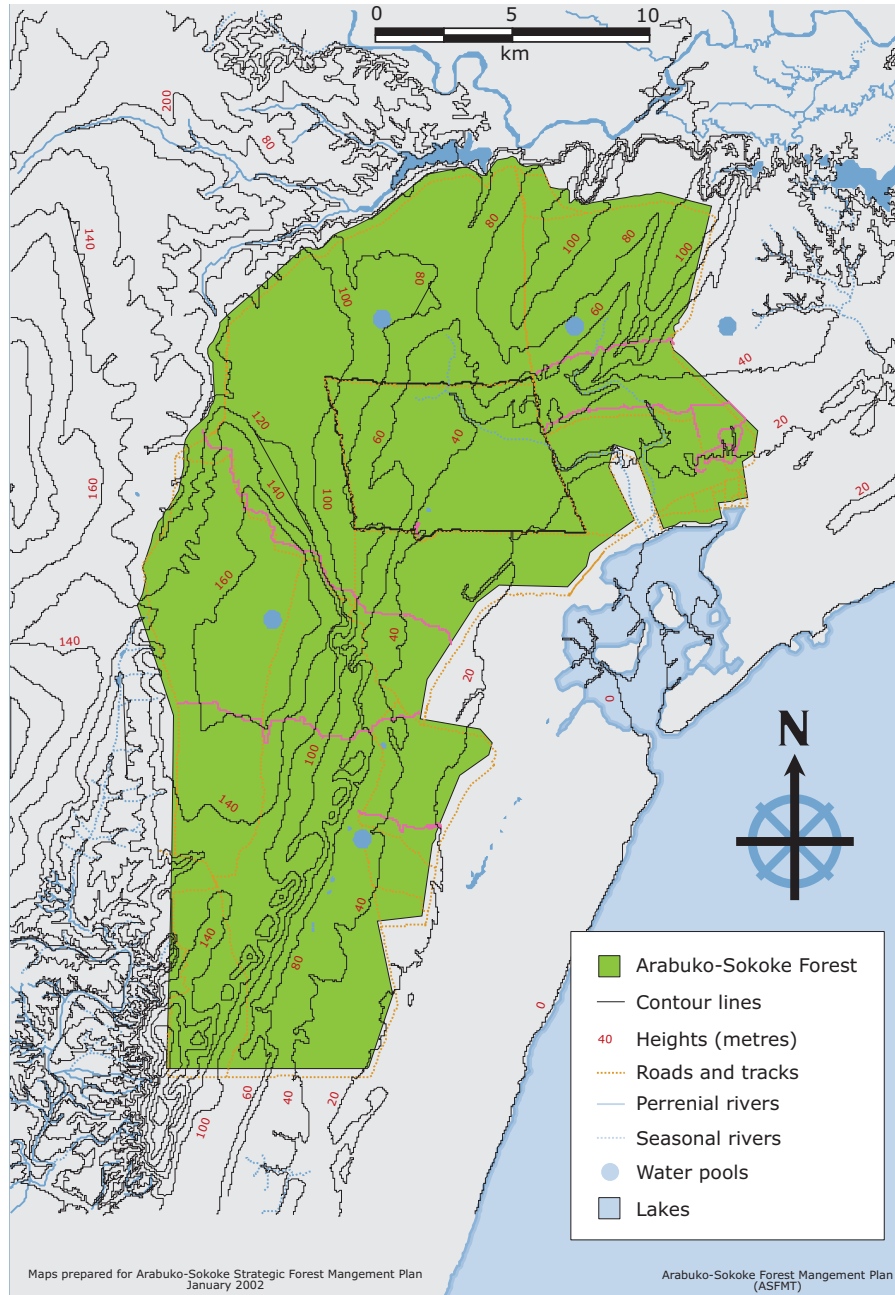 0 5 10
km
200
80
140
80
100
80
100
100
80
60
40
20
120
60
40
140
100
160
20
160
40
140
20
0
100
140
40
140
80
0
100
60
40
20
N
Arabuko-Sokoke Forest
Contour lines
40 Heights (metres)
Roads and tracks
Perrenial rivers
Seasonal rivers
Water pools
Lakes
Maps prepared for Arabuko-Sokoke Strategic Forest Mangement Plan
January 2002
Arabuko-Sokoke Forest Mangement Plan
(ASFMT)